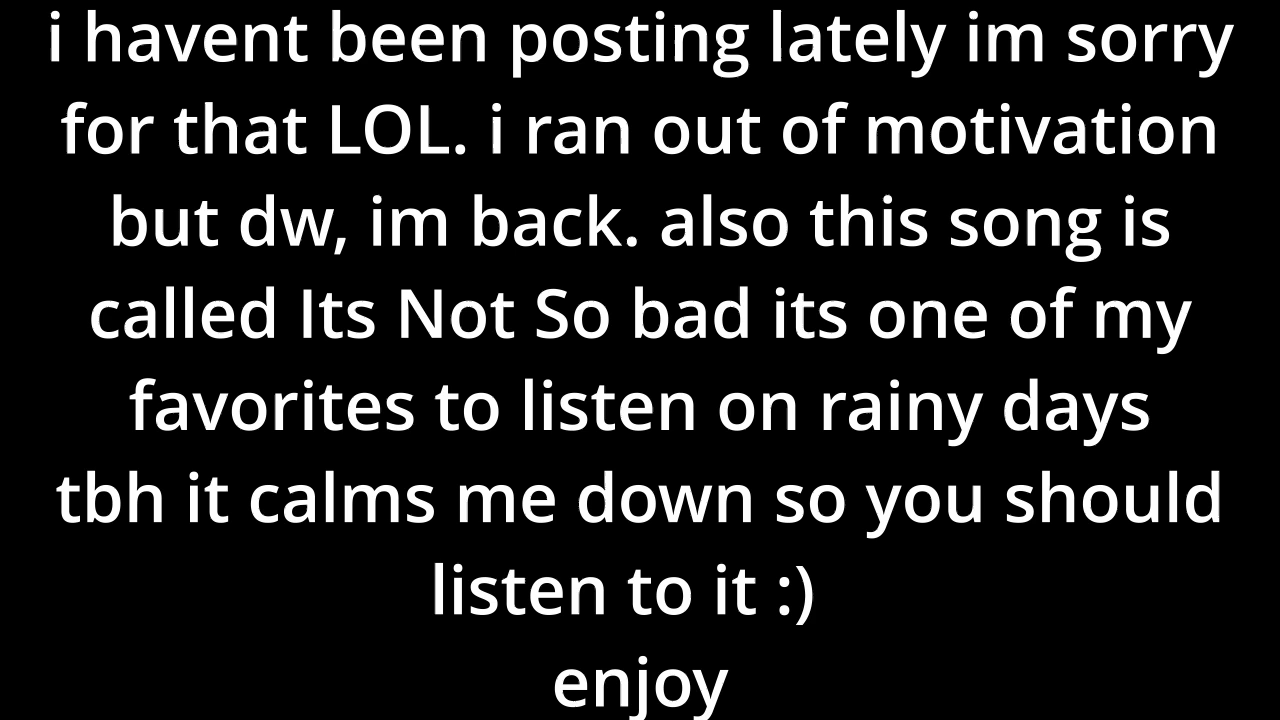 i havent been posting lately im sorry
for that LOL. i ran out of motivation
but dw, im back. also this song is
called Its Not So bad its one of my
favorites to listen on rainy days
tbh it calms me down so you should
listen to it :)
enjoy